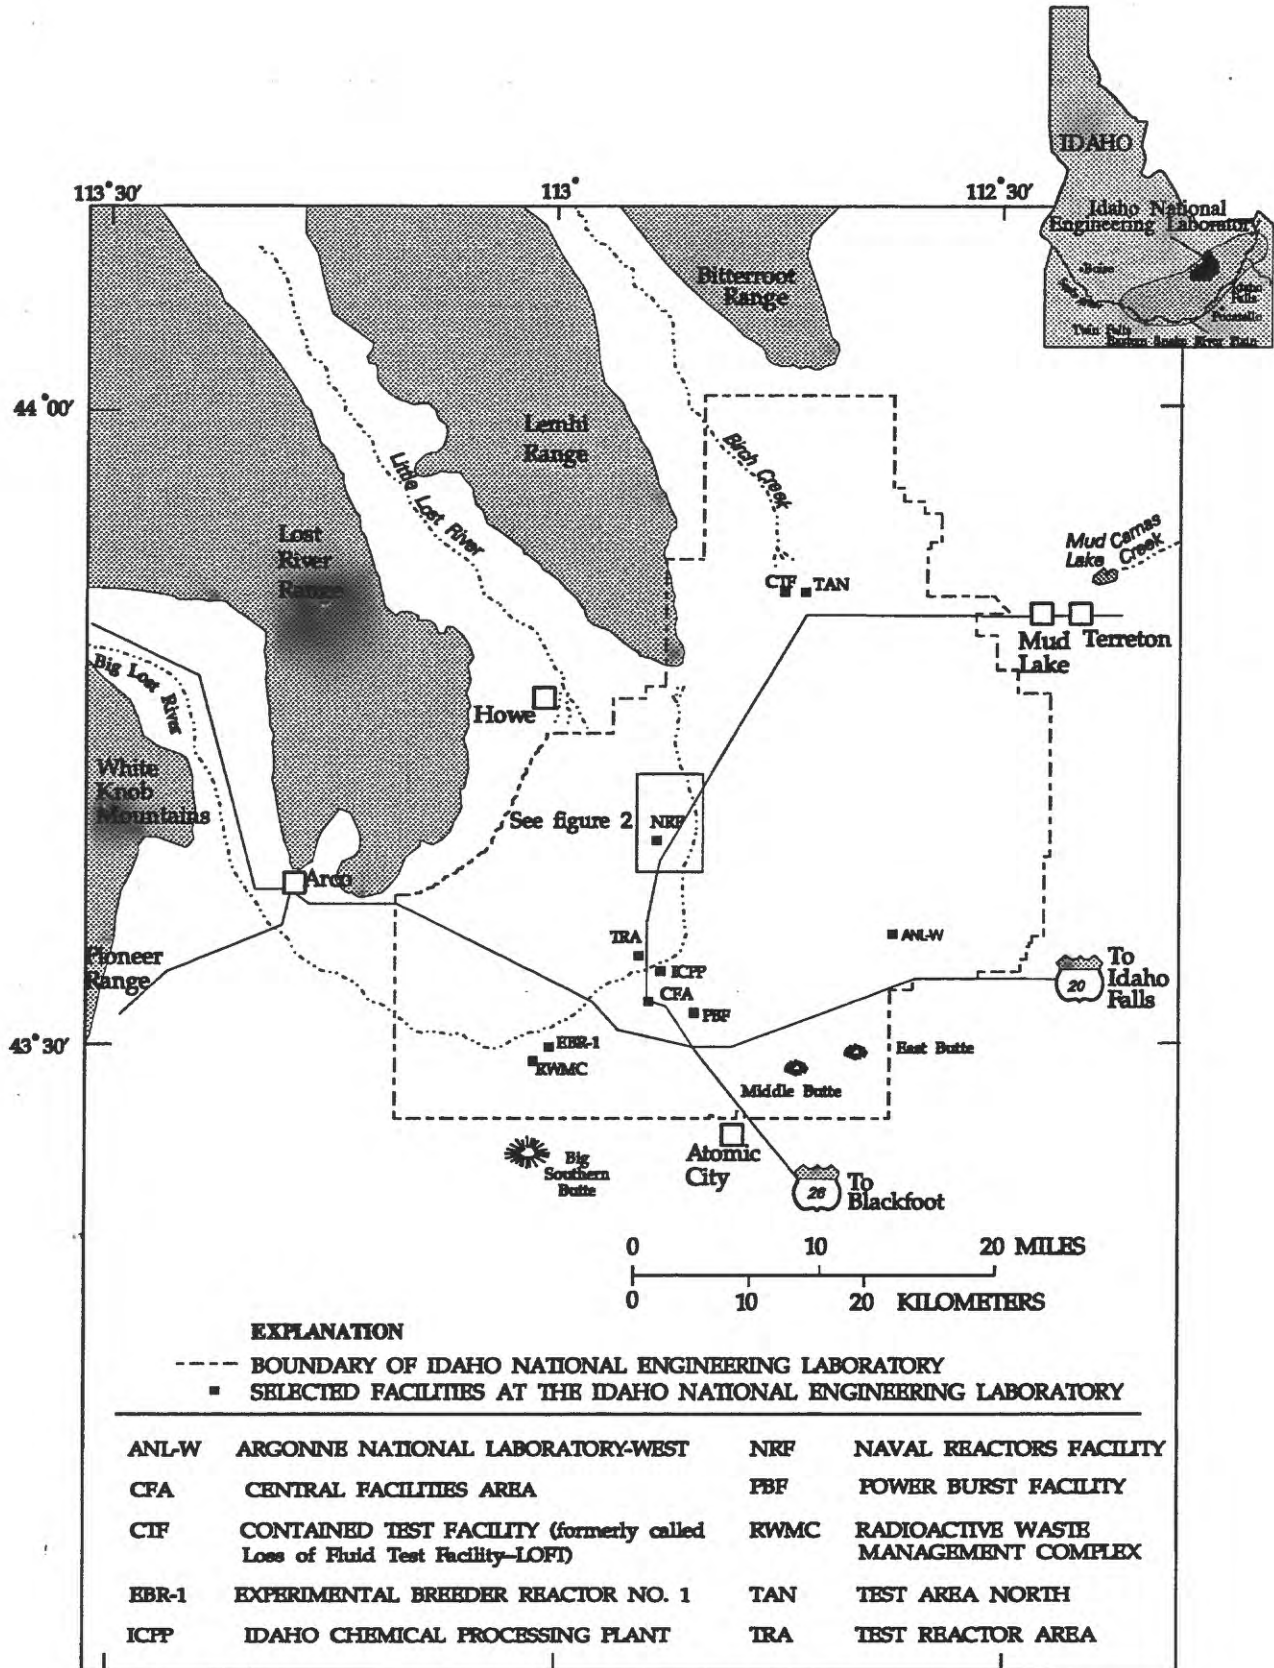 IDAHO
Idaho National
Engineering Laboratory
Boise
Idaho
Falls
Pocatello
Twin Falls
Eastern Snake River Plain
113°30′
113°
112°30′
Bitterroot
Range
44°00′
Lemhi
Range
Birch Creek
Little Lost River
Lost
River
Range
Mud
Lake
Camas
Creek
CTF
TAN
Mud
Lake
Terreton
Big Lost
River
Howe
White
Knob
Mountains
See figure 2
NRF
Arco
TRA
ANL-W
Pioneer
Range
ICPP
To
Idaho
Falls
20
CFA
PBF
43°30′
EBR-1
RWMC
East Butte
Middle Butte
Atomic
City
Big
Southern
Butte
26
To
Blackfoot
0 10 20 MILES
0 10 20 KILOMETERS
EXPLANATION
BOUNDARY OF IDAHO NATIONAL ENGINEERING LABORATORY
SELECTED FACILITIES AT THE IDAHO NATIONAL ENGINEERING LABORATORY
ANL-W ARGONNE NATIONAL LABORATORY-WEST NRF NAVAL REACTORS FACILITY
CFA CENTRAL FACILITIES AREA PBF POWER BURST FACILITY
CTF CONTAINED TEST FACILITY (formerly called RWMC RADIOACTIVE WASTE
Loss of Fluid Test Facility-LOFT) MANAGEMENT COMPLEX
EBR-1 EXPERIMENTAL BREEDER REACTOR NO. 1 TAN TEST AREA NORTH
ICPP IDAHO CHEMICAL PROCESSING PLANT TRA TEST REACTOR AREA